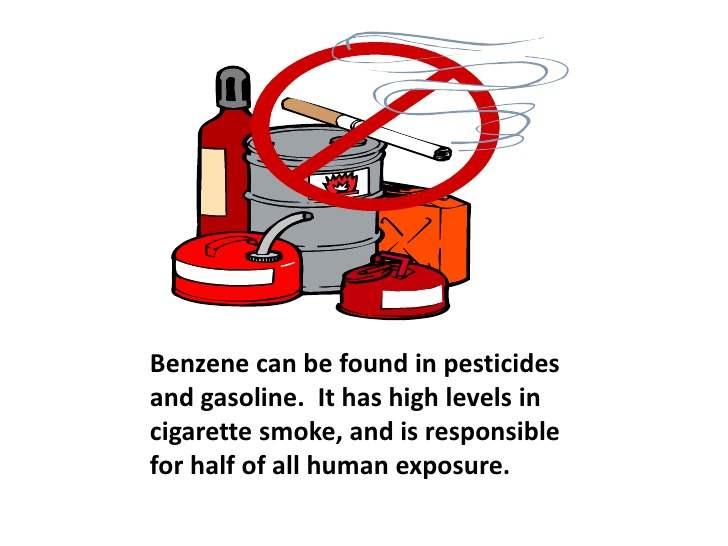 Benzene can be found in pesticides
and gasoline.  It has high levels in
cigarette smoke, and is responsible
for half of all human exposure.